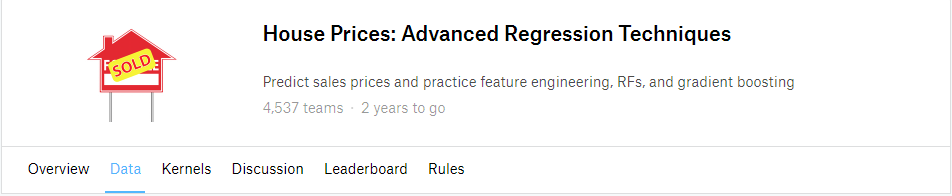 House Prices: Advanced Regression Techniques
SOLD
Predict sales prices and practice feature engineering, RFs, and gradient boosting
4,537 teams · 2 years to go
Overview Data Kernels Discussion Leaderboard Rules